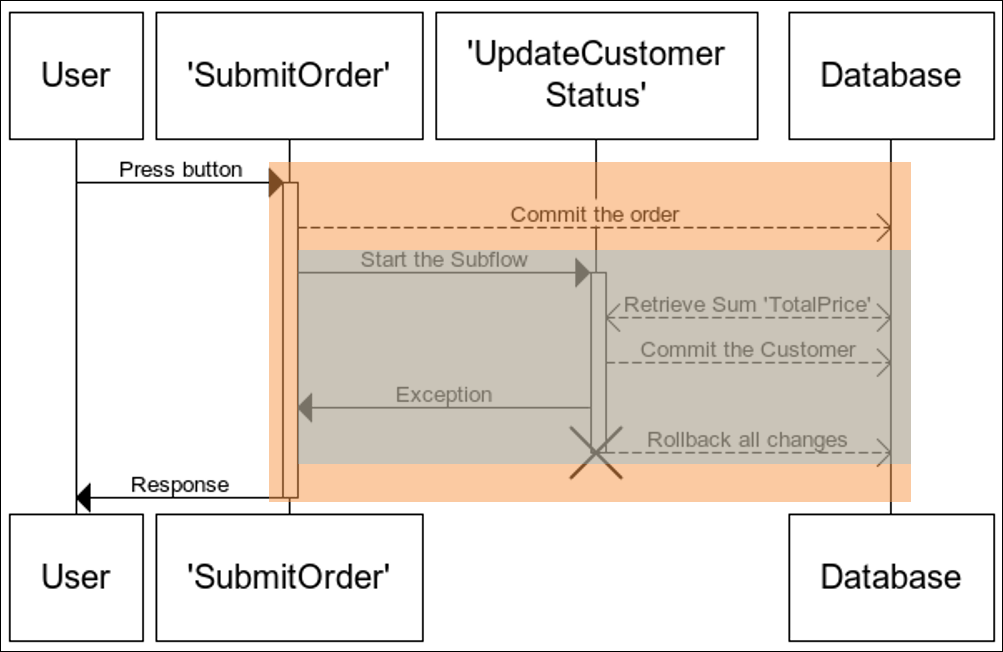 User
'SubmitOrder'
'UpdateCustomer
Status'
Database
Press button
Commit the order
Start the Subflow
Retrieve Sum 'TotalPrice'
Commit the Customer
Exception
Rollback all changes
Response
User
'SubmitOrder'
Database